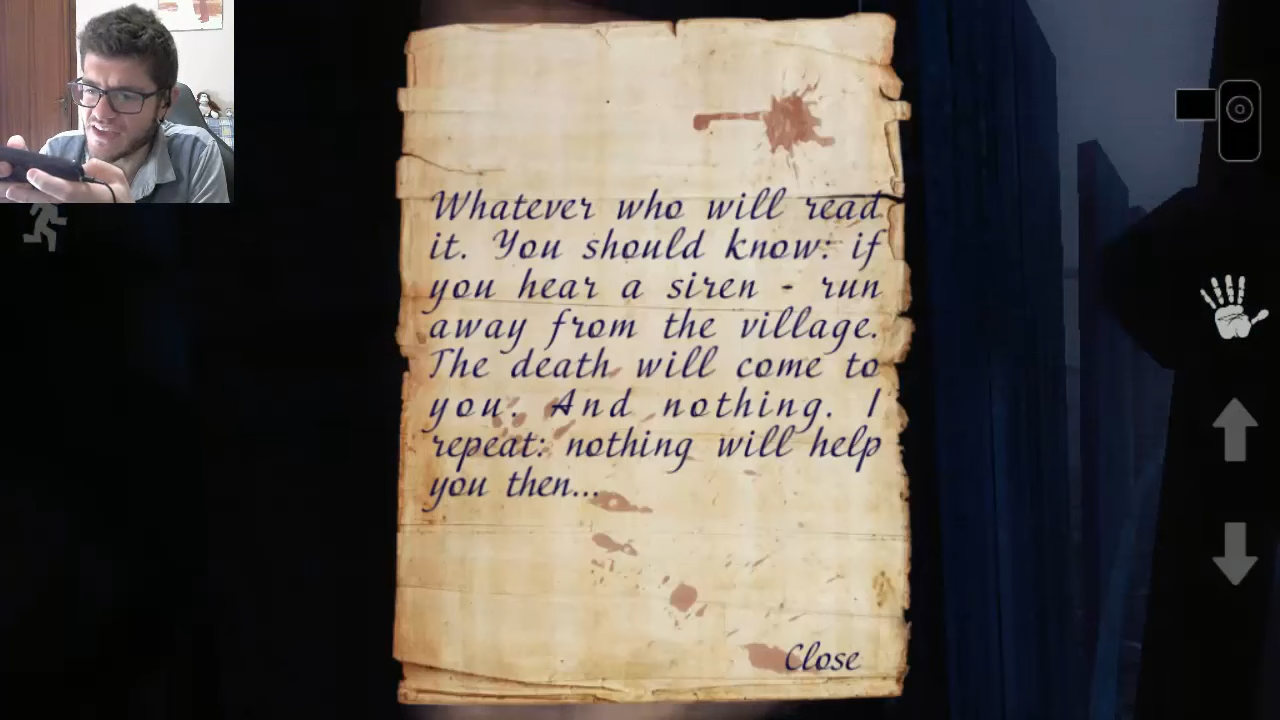 Whatever who will read
it. You should know: if
you hear a siren - run
away from the village.
The death will come to
you. And nothing. I
repeat: nothing will help
you then...
Close